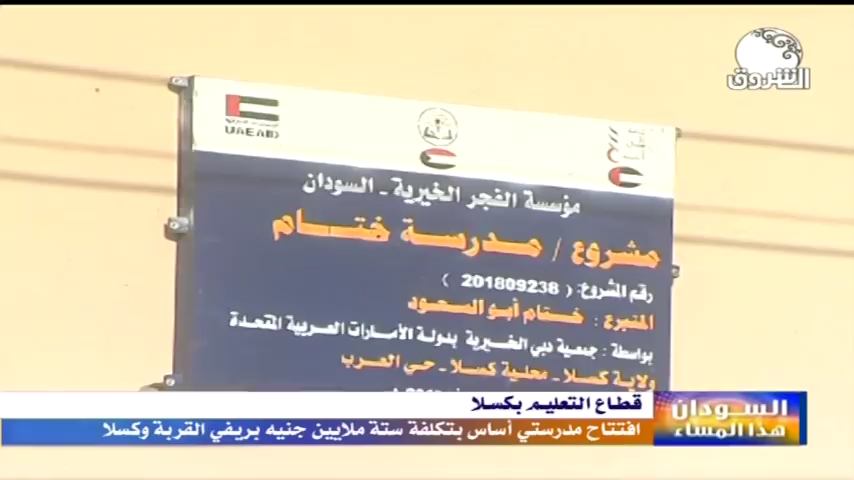 الشروق
UAEAID
مؤسسة الفجر الخيرية - السودان
مشروع / مدرسة ختام
رقم المشروع: ( 201809238 )
المتبرع : ختام أبو السعود
بواسطة : جمعية دبي الخيرية بدولة الأمارات العربية المتحدة
ولاية كسلا - محلية كسلا - حي العرب
قطاع التعليم بكسلا
افتتاح مدرستي أساس بتكلفة ستة ملايين جنيه بريفي القربة وكسلا
السودان
هذا المساء